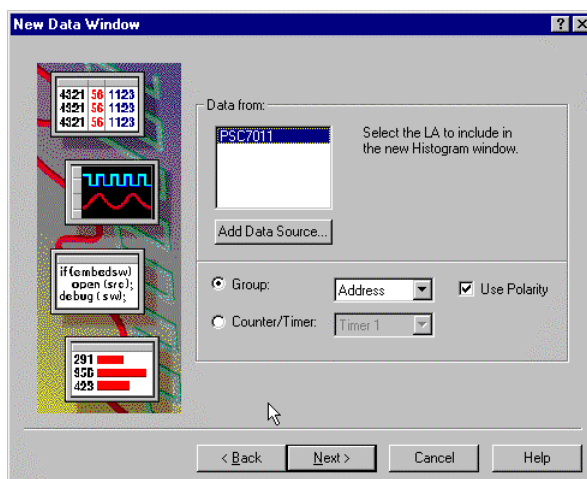 New Data Window
4321 56 1123
4321 56 1123
4321 56 1123
if(embedsw)
open (src);
debug (sw);
291
956
423
Data from:
PSC7011
Select the LA to include in
the new Histogram window.
Add Data Source...
Group:
Address
Use Polarity
Counter/Timer:
Timer 1
< Back
Next >
Cancel
Help